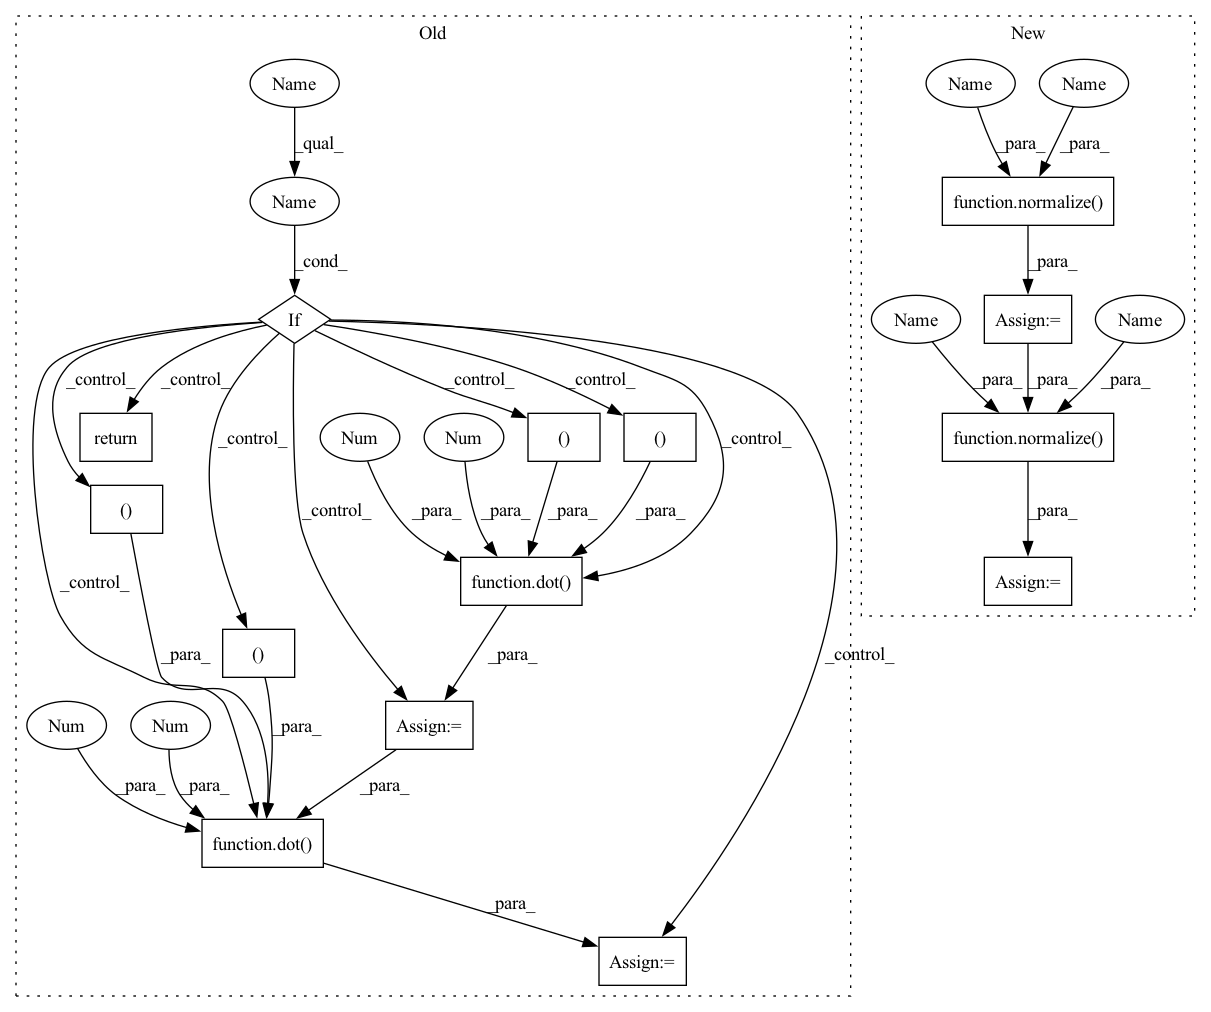 Old
New
Name
Name
Name
_qual_
_para_
_para_
Name
function.normalize()
_cond_
_para_
If
Name
Assign:=
Name
_control_
_control_
_control_
_control_
_para_
_para_
_para_
return
_control_
Num
Num
()
()
_control_
function.normalize()
()
_control_
_para_
_para_
_para_
_para_
_para_
_control_
function.dot()
Assign:=
()
_para_
_para_
_control_
Num
Num
Assign:=
_para_
_para_
_para_
_para_
function.dot()
_para_
Assign:=